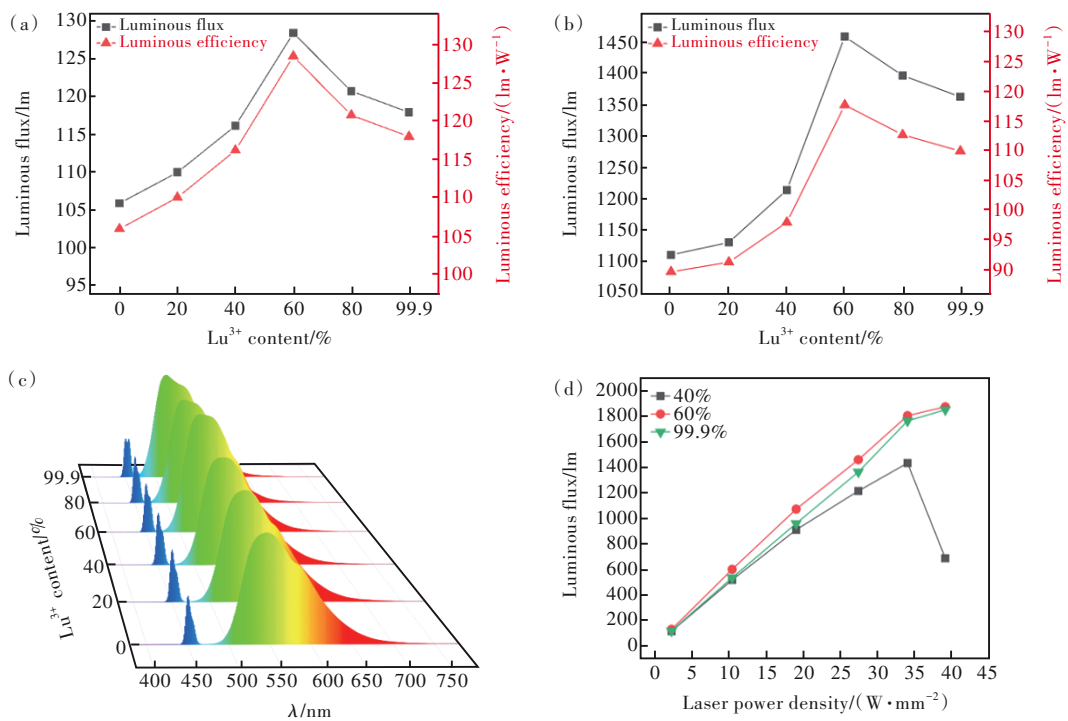 (a)
Luminous flux
Luminous efficiency
130
125
120
115
110
105
100
95
Luminous flux/lm
130
125
120
115
110
105
100
Luminous efficiency/(lm·W⁻¹)
0 20 40 60 80 99.9
Lu³⁺ content/%
(b)
Luminous flux
Luminous efficiency
1450
1400
1350
1300
1250
1200
1150
1100
1050
Luminous flux/lm
130
125
120
115
110
105
100
95
90
Luminous efficiency/(lm·W⁻¹)
0 20 40 60 80 99.9
Lu³⁺ content/%
(c)
99.9
80
60
40
20
0
Lu³⁺ content/%
400 450 500 550 600 650 700 750
λ/nm
(d)
40%
60%
99.9%
2000
1800
1600
1400
1200
1000
800
600
400
200
0
Luminous flux/lm
0 5 10 15 20 25 30 35 40 45
Laser power density/(W·mm⁻²)